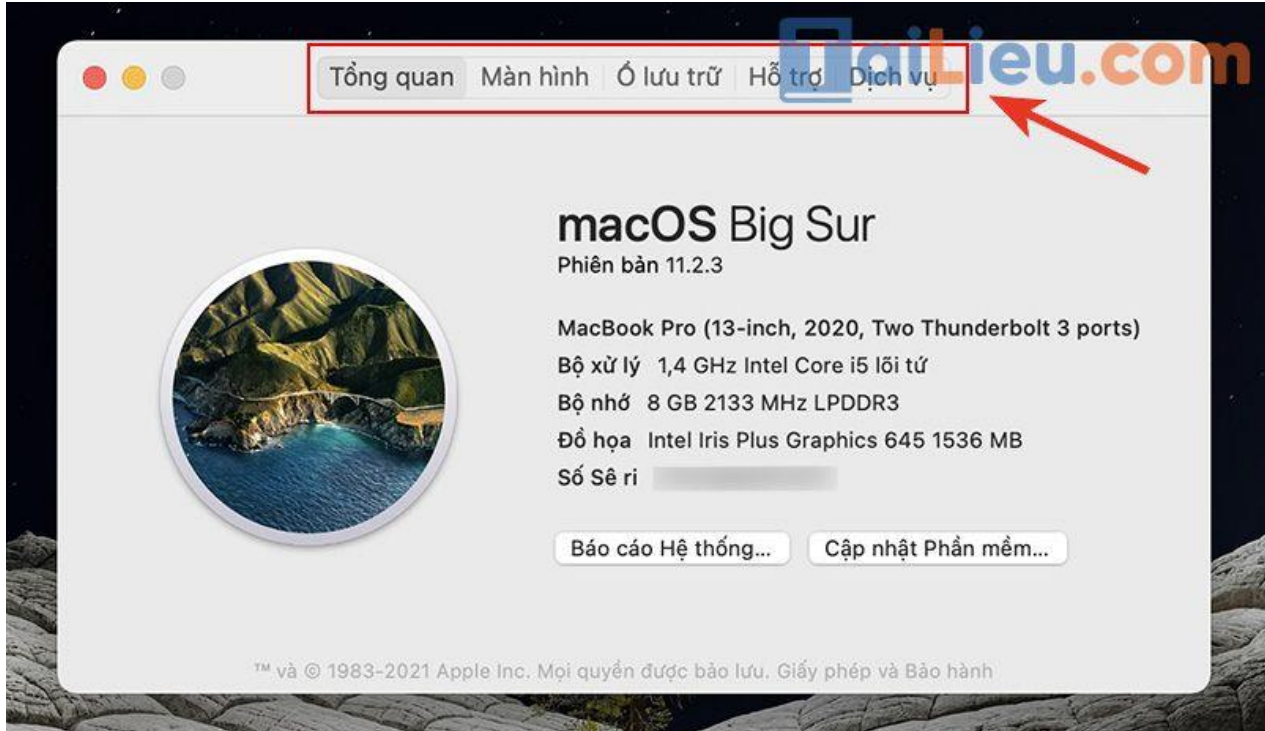 TaiLieu.com
Tổng quan Màn hình Ổ lưu trữ Hỗ trợ Dịch vụ
macOS Big Sur
Phiên bản 11.2.3
MacBook Pro (13-inch, 2020, Two Thunderbolt 3 ports)
Bộ xử lý 1,4 GHz Intel Core i5 lõi tứ
Bộ nhớ 8 GB 2133 MHz LPDDR3
Đồ họa Intel Iris Plus Graphics 645 1536 MB
Số Sê ri
Báo cáo Hệ thống... Cập nhật Phần mềm...
™ và © 1983-2021 Apple Inc. Mọi quyền được bảo lưu. Giấy phép và Bảo hành